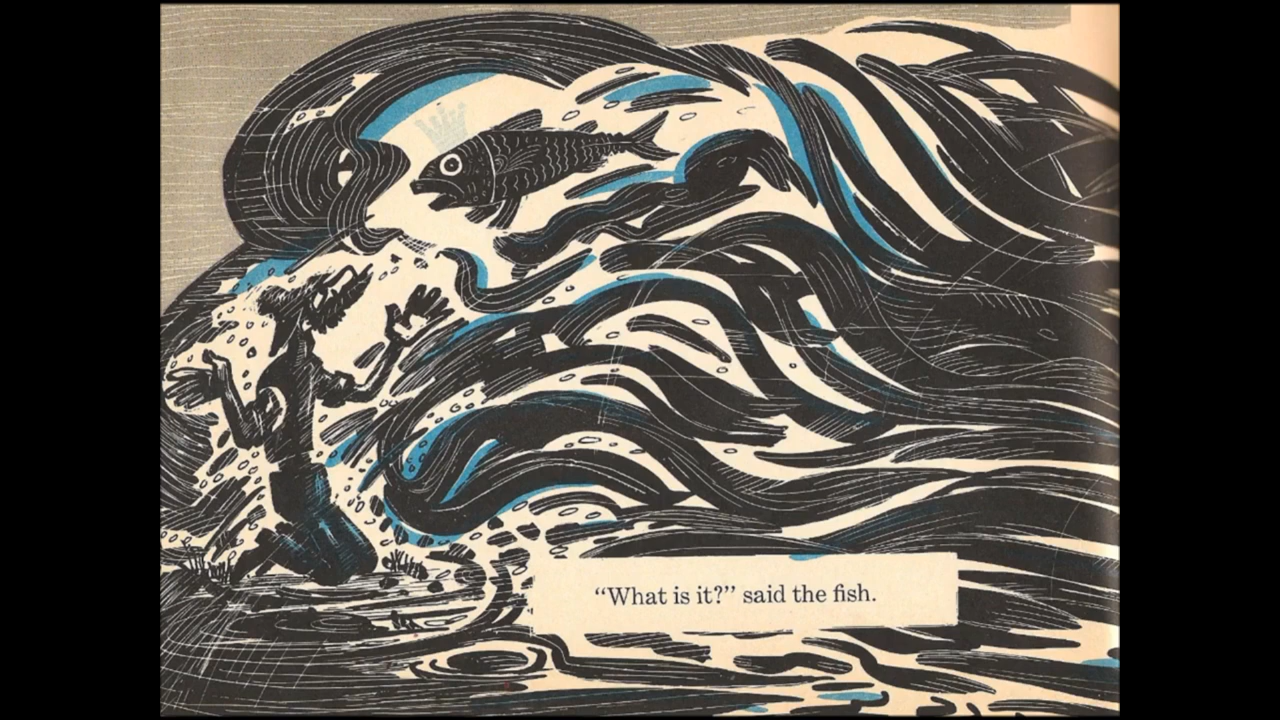 “What is it?” said the fish.